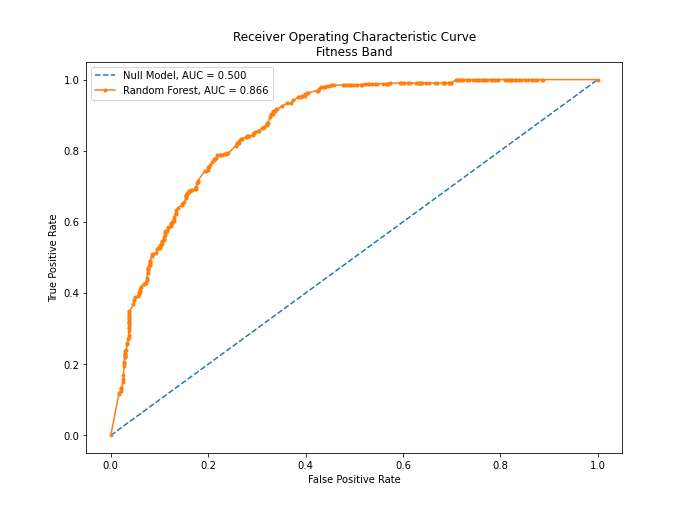 Receiver Operating Characteristic Curve
Fitness Band
Null Model, AUC = 0.500
Random Forest, AUC = 0.866
1.0
0.8
0.6
0.4
0.2
0.0
True Positive Rate
0.0 0.2 0.4 0.6 0.8 1.0
False Positive Rate